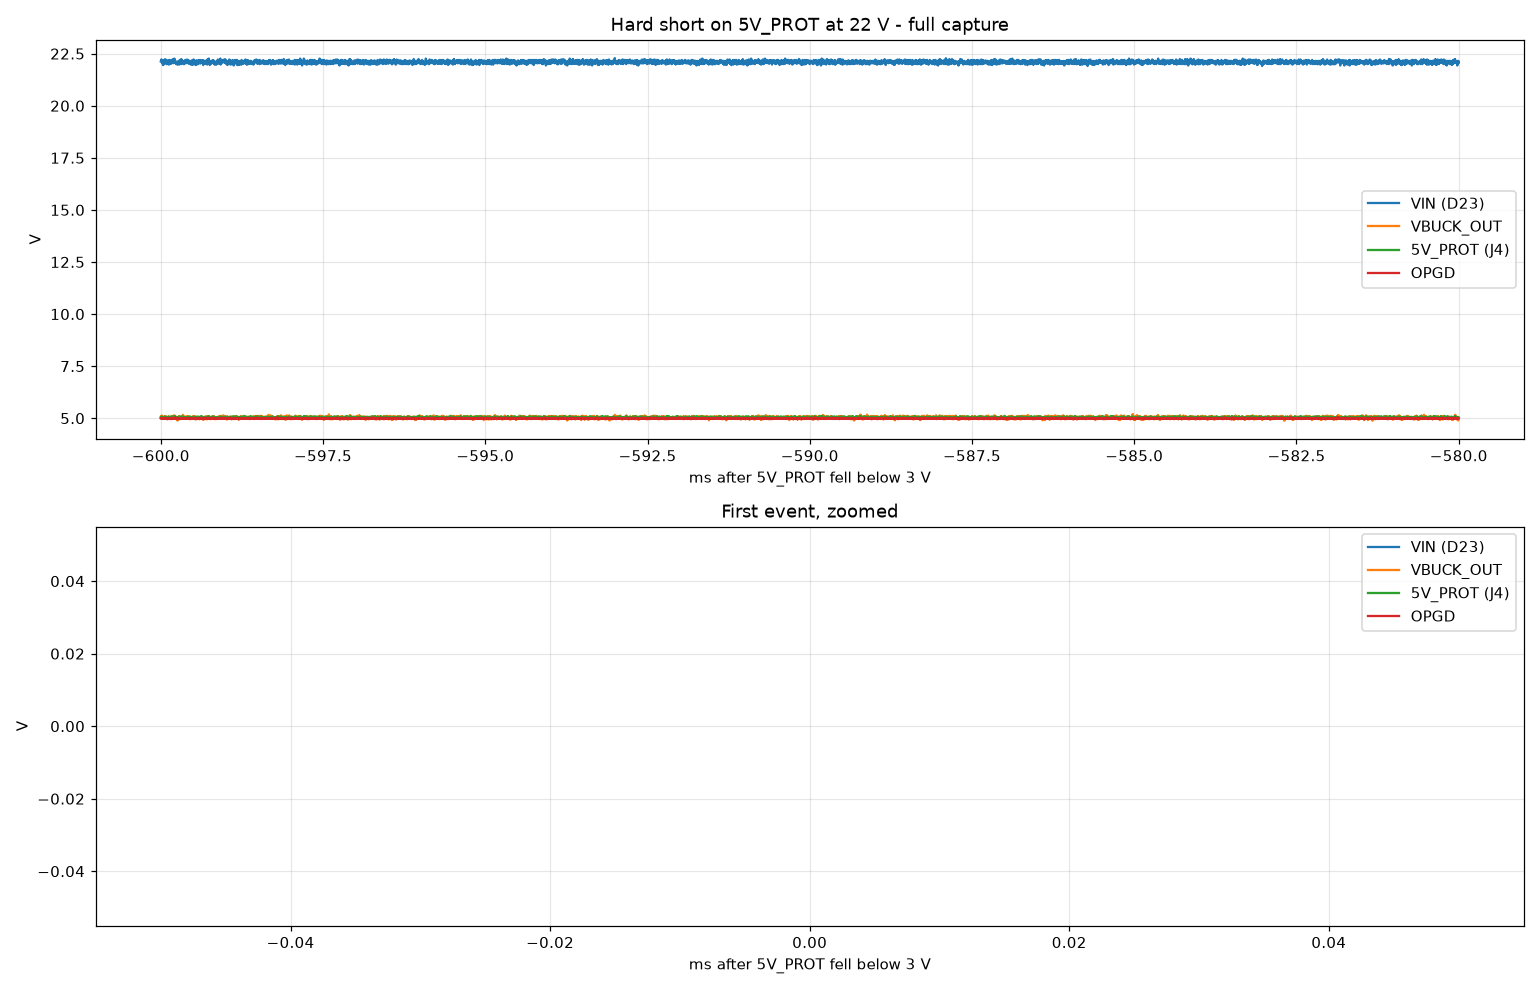 Hard short on 5V_PROT at 22 V - full capture
22.5
20.0
17.5
15.0
12.5
10.0
7.5
5.0
V
VIN (D23)
VBUCK_OUT
5V_PROT (J4)
OPGD
−600.0 −597.5 −595.0 −592.5 −590.0 −587.5 −585.0 −582.5 −580.0
ms after 5V_PROT fell below 3 V
First event, zoomed
0.04
0.02
0.00
−0.02
−0.04
V
VIN (D23)
VBUCK_OUT
5V_PROT (J4)
OPGD
−0.04 −0.02 0.00 0.02 0.04
ms after 5V_PROT fell below 3 V